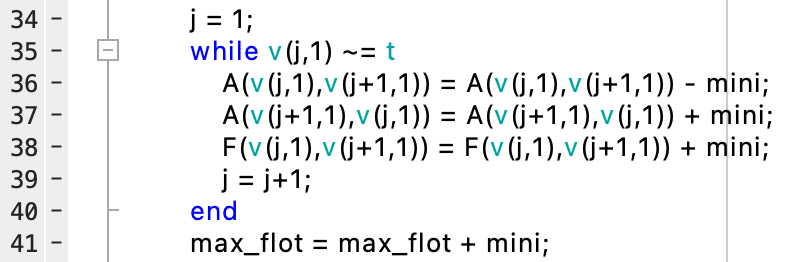 34 - j = 1;
35 - while v(j,1) ~= t
36 - A(v(j,1),v(j+1,1)) = A(v(j,1),v(j+1,1)) - mini;
37 - A(v(j+1,1),v(j,1)) = A(v(j+1,1),v(j,1)) + mini;
38 - F(v(j,1),v(j+1,1)) = F(v(j,1),v(j+1,1)) + mini;
39 - j = j+1;
40 - end
41 - max_flot = max_flot + mini;